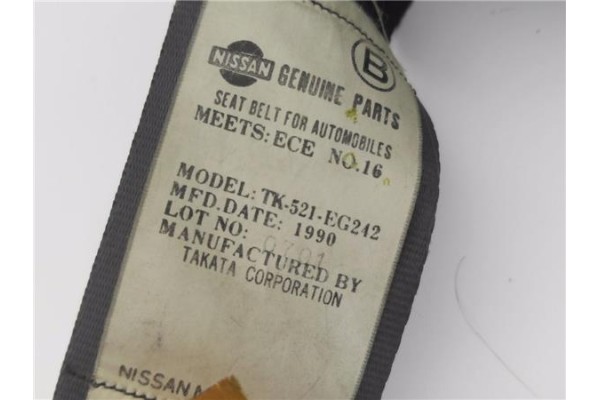 NISSAN GENUINE PARTS B
SEAT BELT FOR AUTOMOBILES
MEETS: ECE NO.16
MODEL: TK-521-EG242
MFD.DATE: 1990
LOT NO: 0701
MANUFACTURED BY
TAKATA CORPORATION
NISSAN